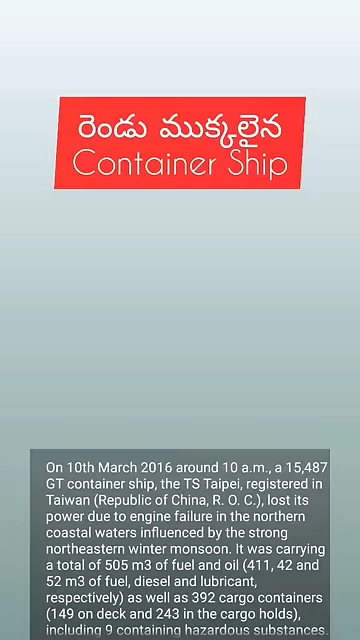 రెండు ముక్కలైన
Container Ship
On 10th March 2016 around 10 a.m., a 15,487
GT container ship, the TS Taipei, registered in
Taiwan (Republic of China, R. O. C.), lost its
power due to engine failure in the northern
coastal waters influenced by the strong
northeastern winter monsoon. It was carrying
a total of 505 m3 of fuel and oil (411, 42 and
52 m3 of fuel, diesel and lubricant,
respectively) as well as 392 cargo containers
(149 on deck and 243 in the cargo holds),
including 9 containing hazardous substances.